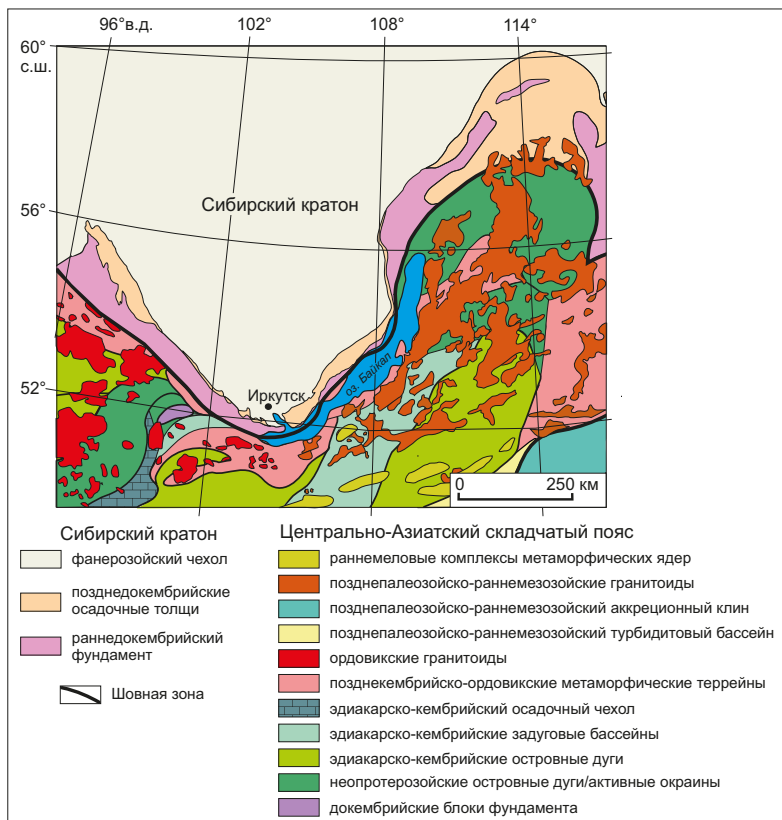 96°в.д.
102°
108°
114°
60°
с.ш.
Сибирский кратон
56°
52°
Иркутск
оз. Байкал
0
250 км
Сибирский кратон
фанерозойский чехол
позднедокембрийские
осадочные толщи
раннедокембрийский
фундамент
Шовная зона
Центрально-Азиатский складчатый пояс
раннемеловые комплексы метаморфических ядер
позднепалеозойско-раннемезозойские гранитоиды
позднепалеозойско-раннемезозойский аккреционный клин
позднепалеозойско-раннемезозойский турбидитовый бассейн
ордовикские гранитоиды
позднекембрийско-ордовикские метаморфические террейны
эдиакарско-кембрийский осадочный чехол
эдиакарско-кембрийские задуговые бассейны
эдиакарско-кембрийские островные дуги
неопротерозойские островные дуги/активные окраины
докембрийские блоки фундамента